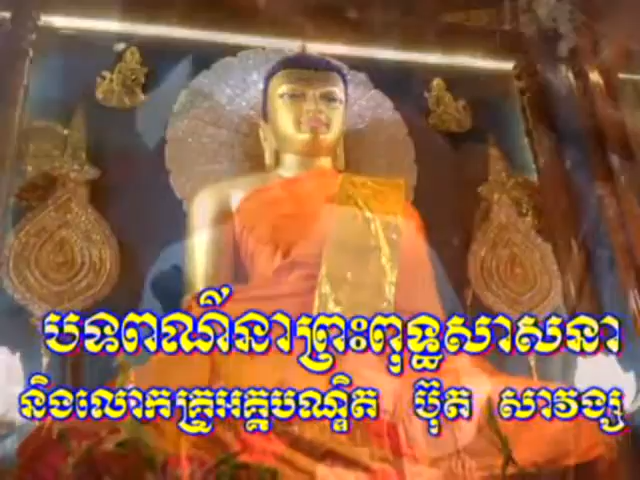 បទពណ៌នាព្រះពុទ្ធសាសនា
និងលោកគ្រូអគ្គបណ្ឌិត ប៊ុត សាវង្ស